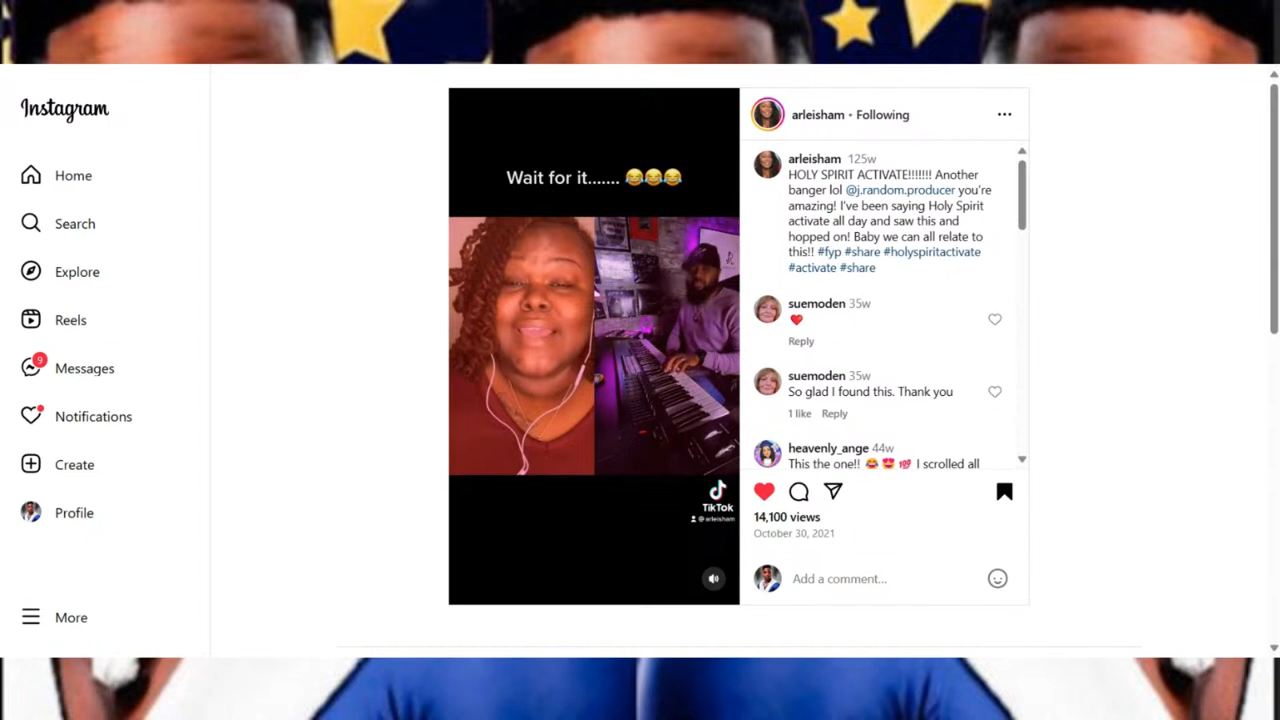 Instagram
Home
Search
Explore
Reels
9
Messages
Notifications
Create
Profile
More
Wait for it....... 😂😂😂
TikTok
@arleisham
arleisham • Following
arleisham 125w
HOLY SPIRIT ACTIVATE!!!!!!! Another
banger lol @j.random.producer you're
amazing! I've been saying Holy Spirit
activate all day and saw this and
hopped on! Baby we can all relate to
this!! #fyp #share #holyspiritactivate
#activate #share
suemoden 35w
❤️
Reply
suemoden 35w
So glad I found this. Thank you
1 like Reply
heavenly_ange 44w
This the one!! 😂 😍 💯 I scrolled all
14,100 views
October 30, 2021
Add a comment...